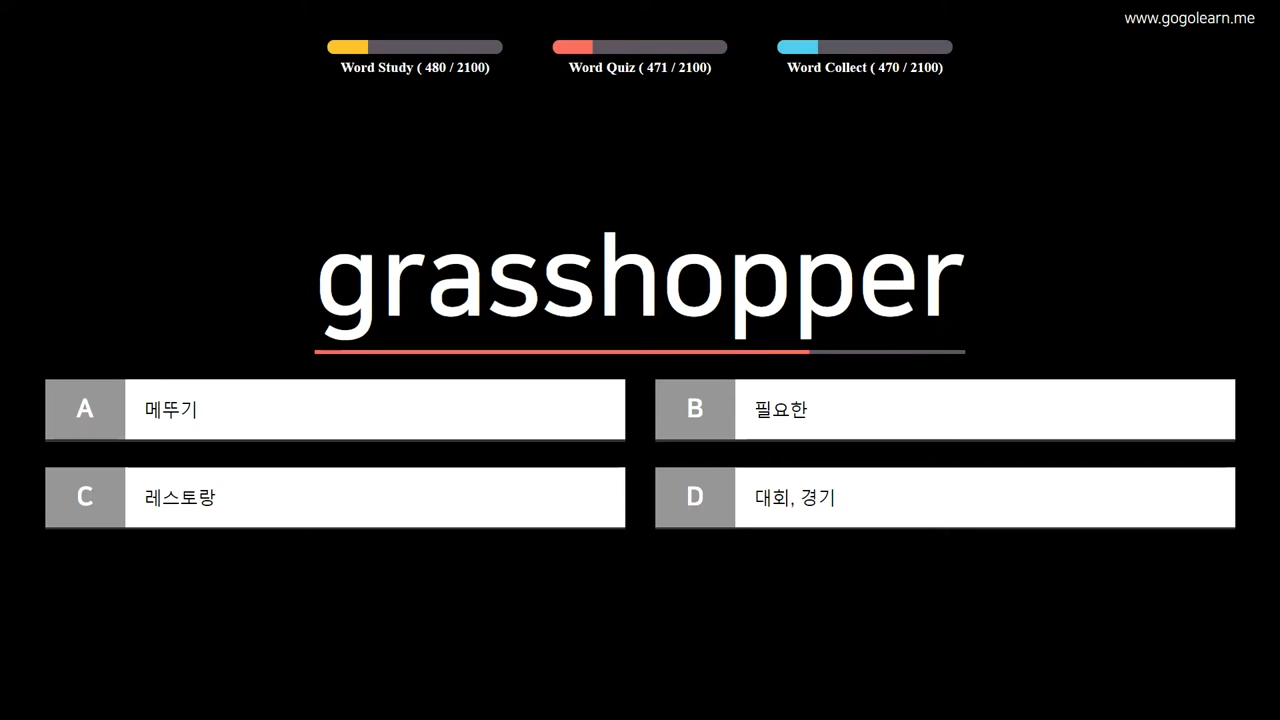 www.gogolearn.me
Word Study ( 480 / 2100)
Word Quiz ( 471 / 2100)
Word Collect ( 470 / 2100)
grasshopper
A 메뚜기
B 필요한
C 레스토랑
D 대회, 경기